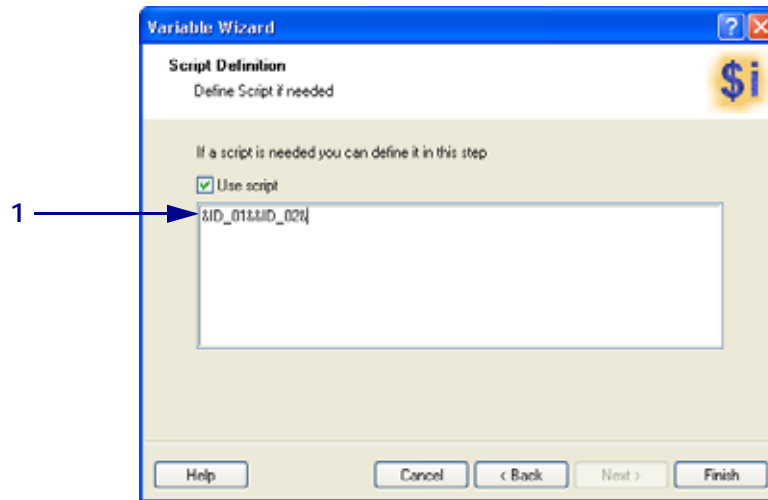 Variable Wizard
Script Definition
Define Script if needed
$i
If a script is needed you can define it in this step
Use script
1
&ID_01&&ID_02&
Help
Cancel
< Back
Next >
Finish